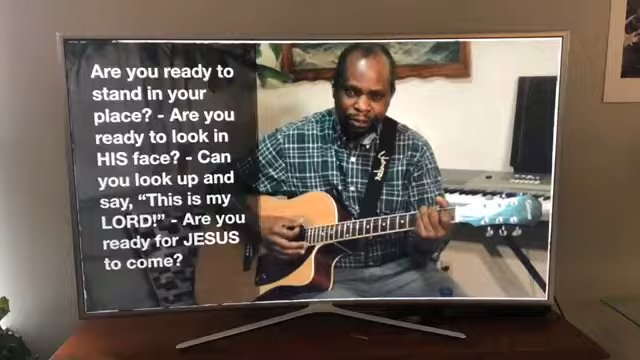 Are you ready to
stand in your
place? - Are you
ready to look in
HIS face? - Can
you look up and
say, “This is my
LORD!” - Are you
ready for JESUS
to come?